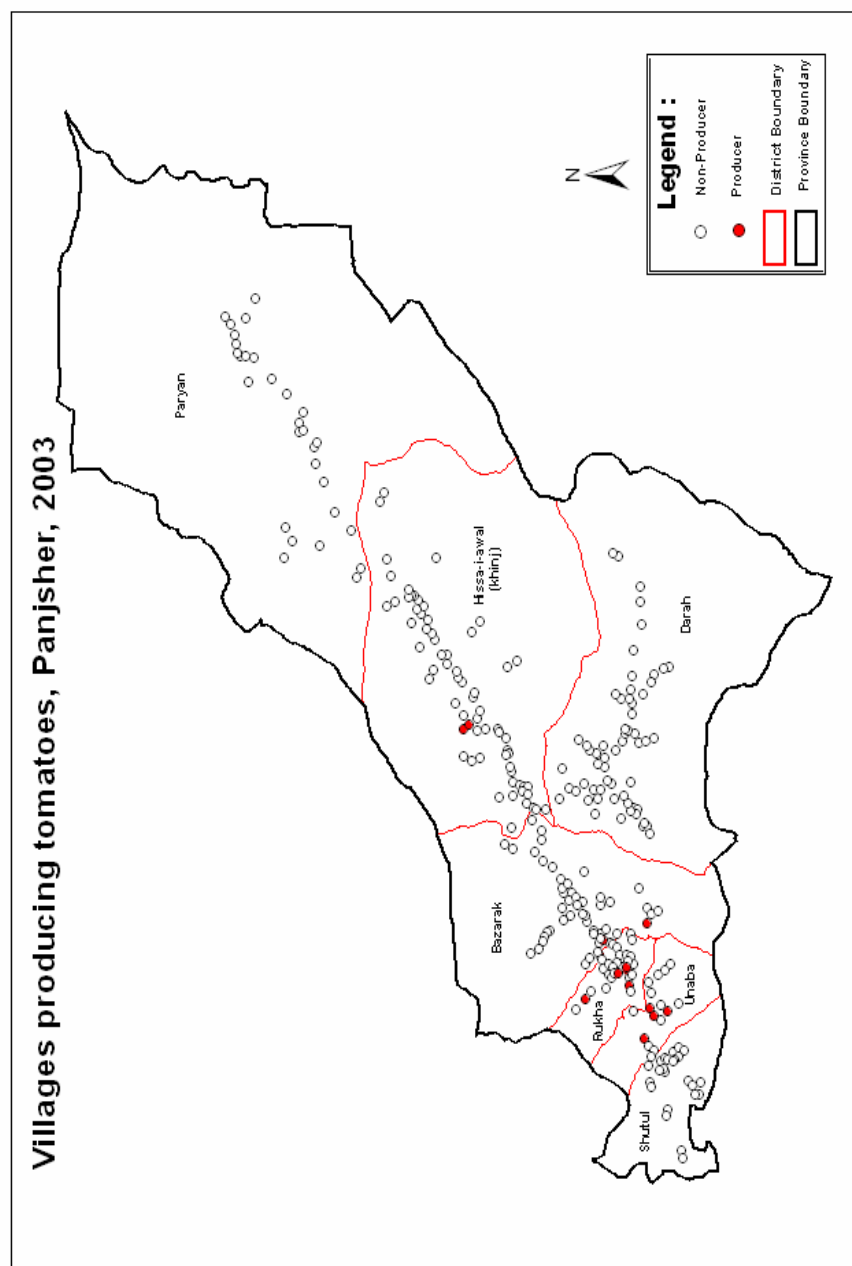 Villages producing tomatoes, Panjsher, 2003
Paryan
Hissa-i-awal
(khinj)
Darah
Bazarak
Rukha
Unaba
Shutul
N
Legend :
Non-Producer
Producer
District Boundary
Province Boundary